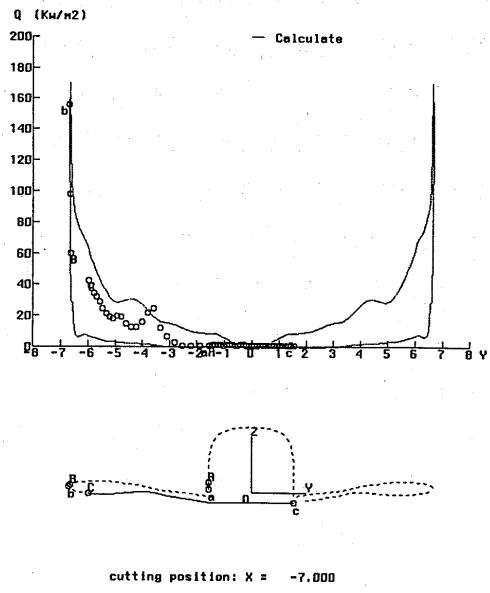 Q (Kw/m2)
200
— Calculate
180
160
b
140
120
100
80
60
B
40
20
0
-8 -7 -6 -5 -4 -3 -2 -1 0 1 c 2 3 4 5 6 7 8 Y
Z
B C R Y
b a 0 c
cutting position: X = -7.000